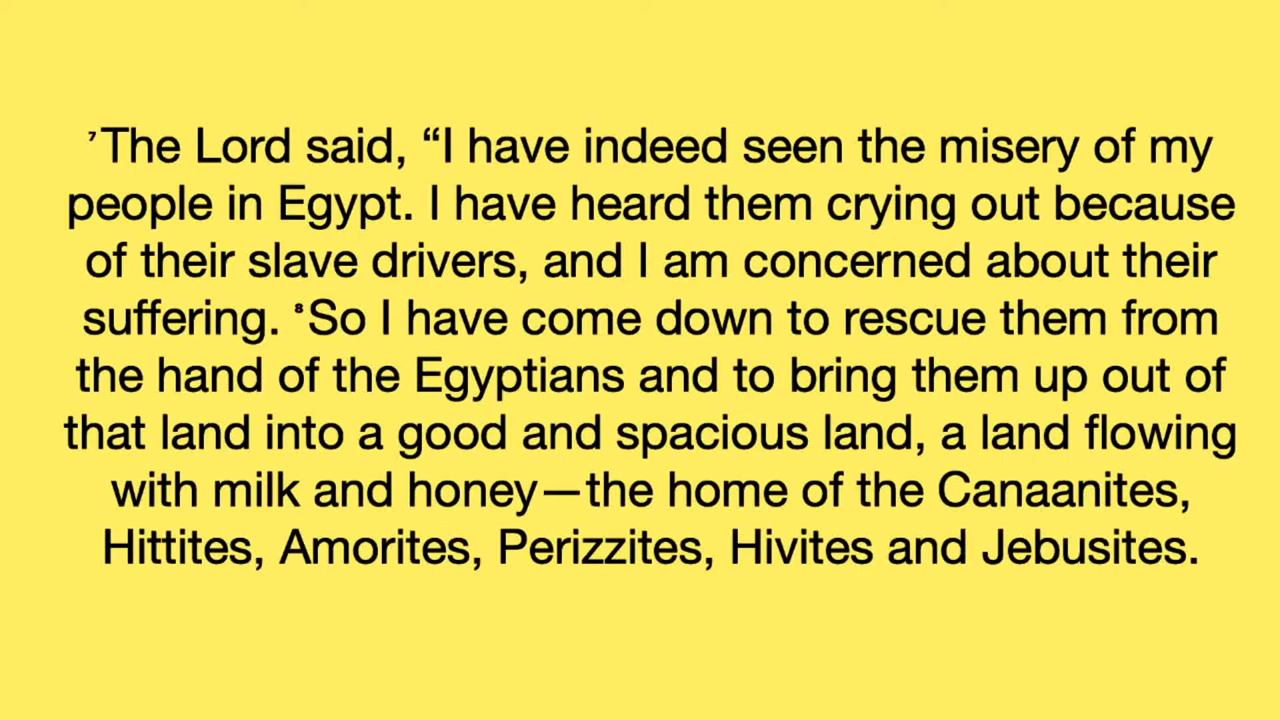 ⁷The Lord said, “I have indeed seen the misery of my
people in Egypt. I have heard them crying out because
of their slave drivers, and I am concerned about their
suffering. ⁸So I have come down to rescue them from
the hand of the Egyptians and to bring them up out of
that land into a good and spacious land, a land flowing
with milk and honey—the home of the Canaanites,
Hittites, Amorites, Perizzites, Hivites and Jebusites.